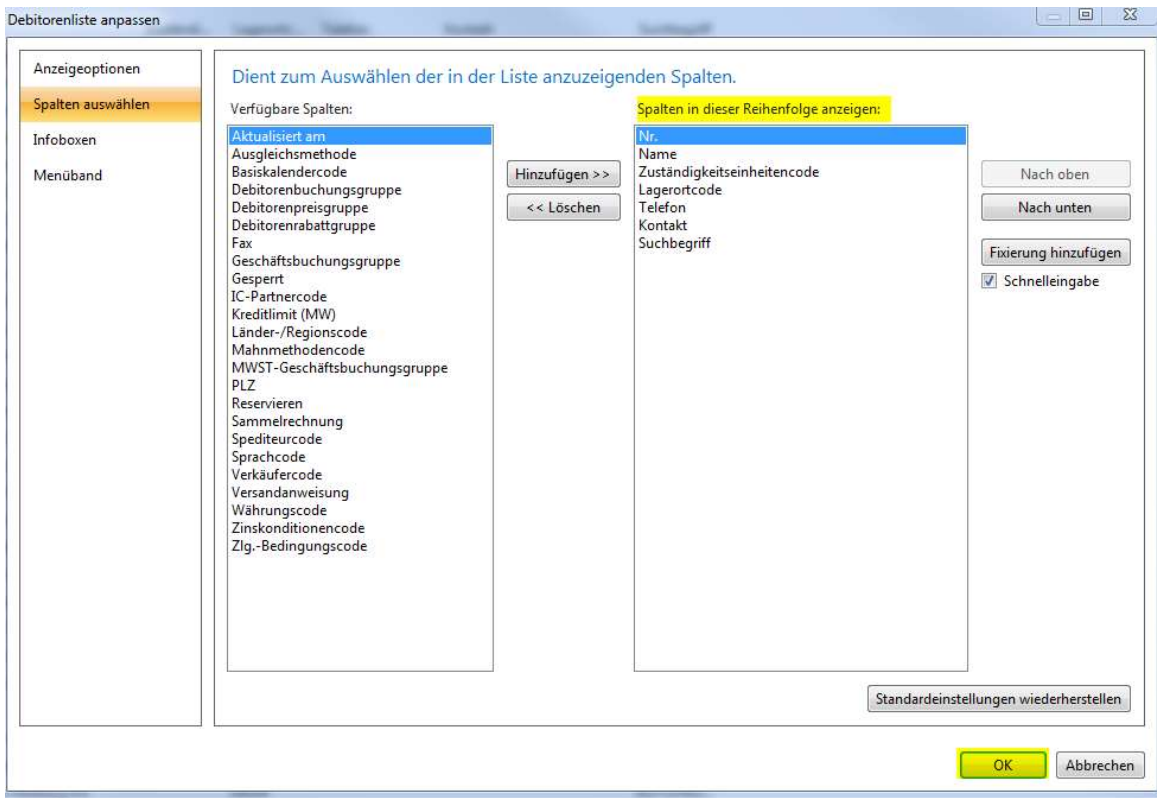 Debitorenliste anpassen
Anzeigeoptionen
Spalten auswählen
Infoboxen
Menüband
Dient zum Auswählen der in der Liste anzuzeigenden Spalten.
Verfügbare Spalten:
Aktualisiert am
Ausgleichsmethode
Basiskalendercode
Debitorenbuchungsgruppe
Debitorenpreisgruppe
Debitorenrabattgruppe
Fax
Geschäftsbuchungsgruppe
Gesperrt
IC-Partnercode
Kreditlimit (MW)
Länder-/Regionscode
Mahnmethodencode
MWST-Geschäftsbuchungsgruppe
PLZ
Reservieren
Sammelrechnung
Spediteurcode
Sprachcode
Verkäufercode
Versandanweisung
Währungscode
Zinskonditionencode
Zlg.-Bedingungscode
Hinzufügen >>
<< Löschen
Spalten in dieser Reihenfolge anzeigen:
Nr.
Name
Zuständigkeitseinheitencode
Lagerortcode
Telefon
Kontakt
Suchbegriff
Nach oben
Nach unten
Fixierung hinzufügen
Schnelleingabe
Standardeinstellungen wiederherstellen
OK
Abbrechen